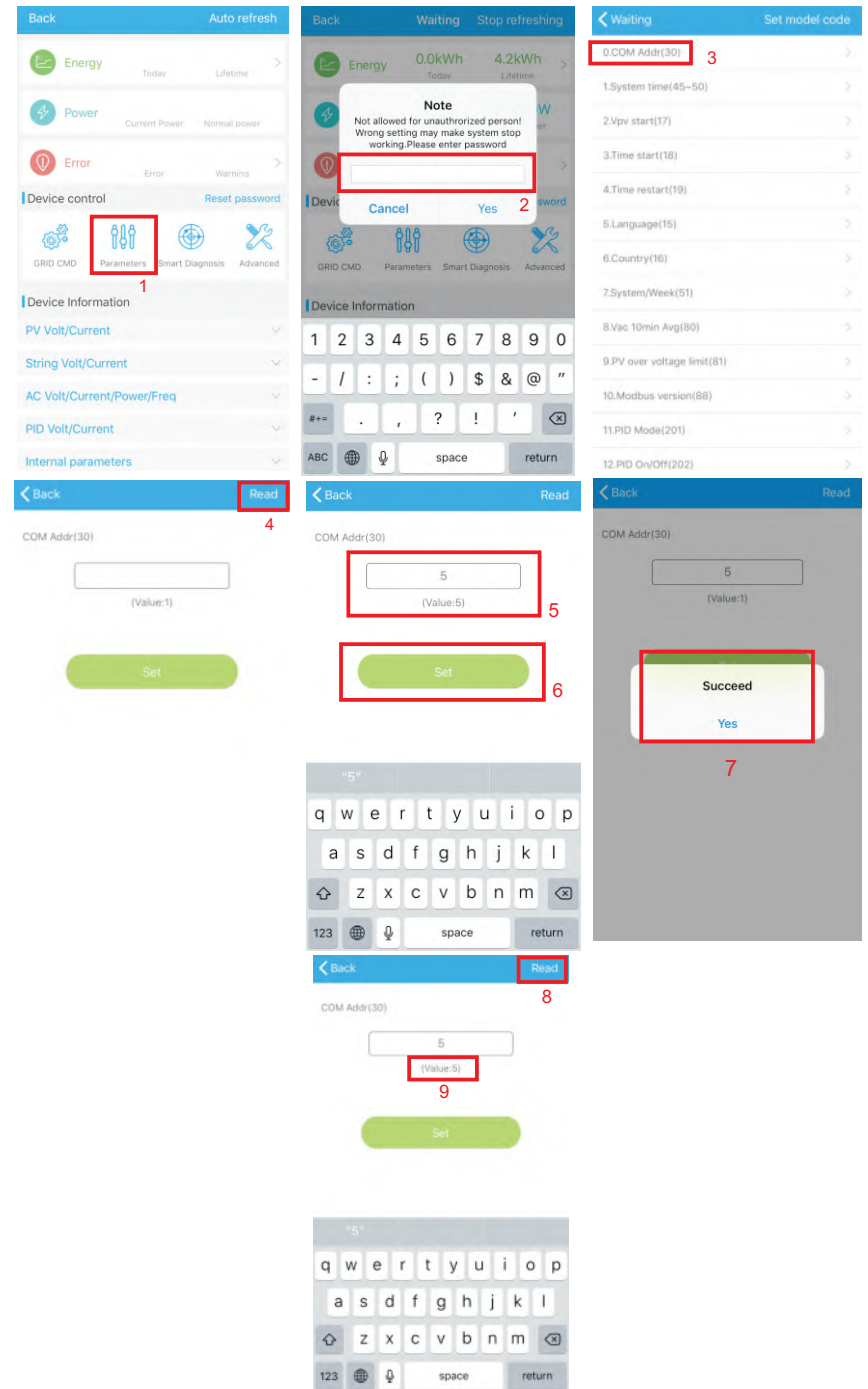 Back Auto refresh
Energy
Today Lifetime
Power
Current Power Normal power
Error
Error Warning
Device control Reset password
GRID CMD Parameters Smart Diagnosis Advanced
1
Device Information
PV Volt/Current
String Volt/Current
AC Volt/Current/Power/Freq
PID Volt/Current
Internal parameters
Back Waiting Stop refreshing
Energy 0.0kWh 4.2kWh
Today Lifetime
W
Note
Not allowed for unauthrorized person!
Wrong setting may make system stop
working.Please enter password
2
Cancel Yes
Devic sword
GRID CMD Parameters Smart Diagnosis Advanced
Device Information
1 2 3 4 5 6 7 8 9 0
- / : ; ( ) $ & @ "
#+= . , ? ! '
ABC space return
Waiting Set model code
0.COM Addr(30)
3
1.System time(45~50)
2.Vpv start(17)
3.Time start(18)
4.Time restart(19)
5.Language(15)
6.Country(16)
7.System/Week(51)
8.Vac 10min Avg(80)
9.PV over voltage limit(81)
10.Modbus version(88)
11.PID Mode(201)
12.PID On/Off(202)
Back Read
4
COM Addr(30)
(Value:1)
Set
Back Read
COM Addr(30)
5
(Value:5)
5
Set
6
"5"
q w e r t y u i o p
a s d f g h j k l
z x c v b n m
123 space return
Back Read
COM Addr(30)
5
(Value:1)
Succeed
Yes
7
Back Read
8
COM Addr(30)
5
(Value:5)
9
Set
"5"
q w e r t y u i o p
a s d f g h j k l
z x c v b n m
123 space return